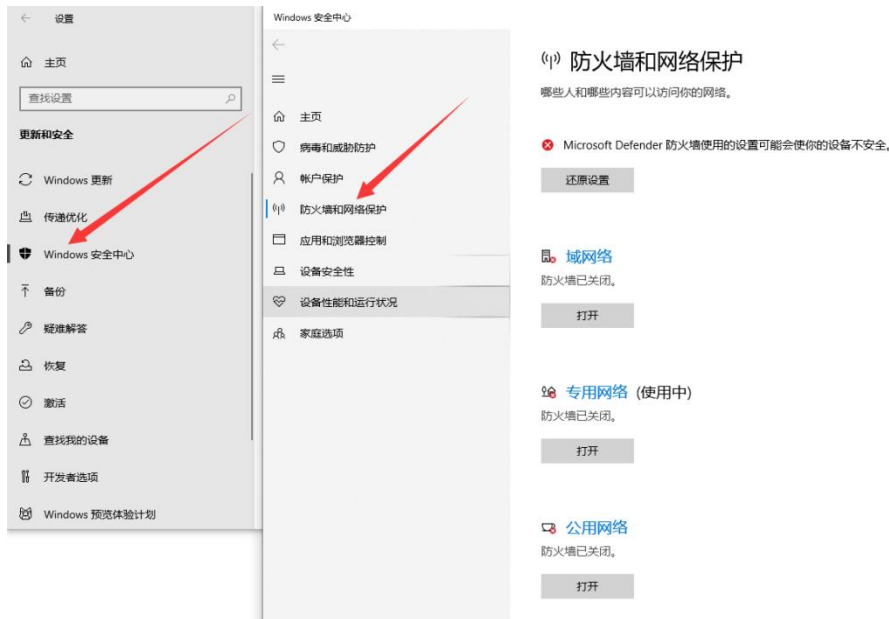 设置
主页
查找设置
更新和安全
Windows 更新
传递优化
Windows 安全中心
备份
疑难解答
恢复
激活
查找我的设备
开发者选项
Windows 预览体验计划
Windows 安全中心
主页
病毒和威胁防护
帐户保护
防火墙和网络保护
应用和浏览器控制
设备安全性
设备性能和运行状况
家庭选项
防火墙和网络保护
哪些人和哪些内容可以访问你的网络。
Microsoft Defender 防火墙使用的设置可能会使你的设备不安全。
还原设置
域网络
防火墙已关闭。
打开
专用网络 (使用中)
防火墙已关闭。
打开
公用网络
防火墙已关闭。
打开